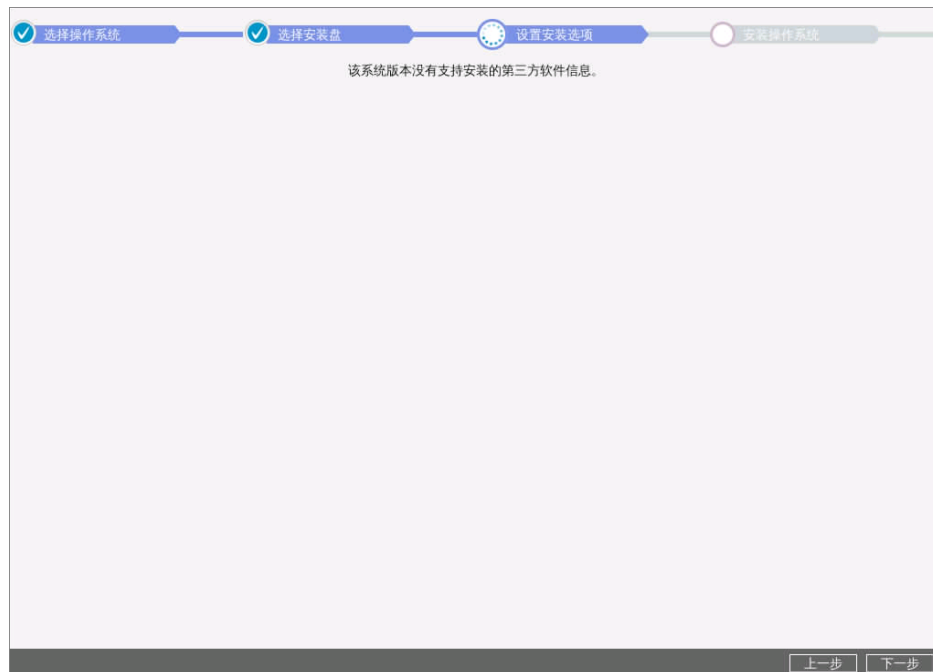 选择操作系统
选择安装盘
设置安装选项
安装操作系统
该系统版本没有支持安装的第三方软件信息。
上一步
下一步